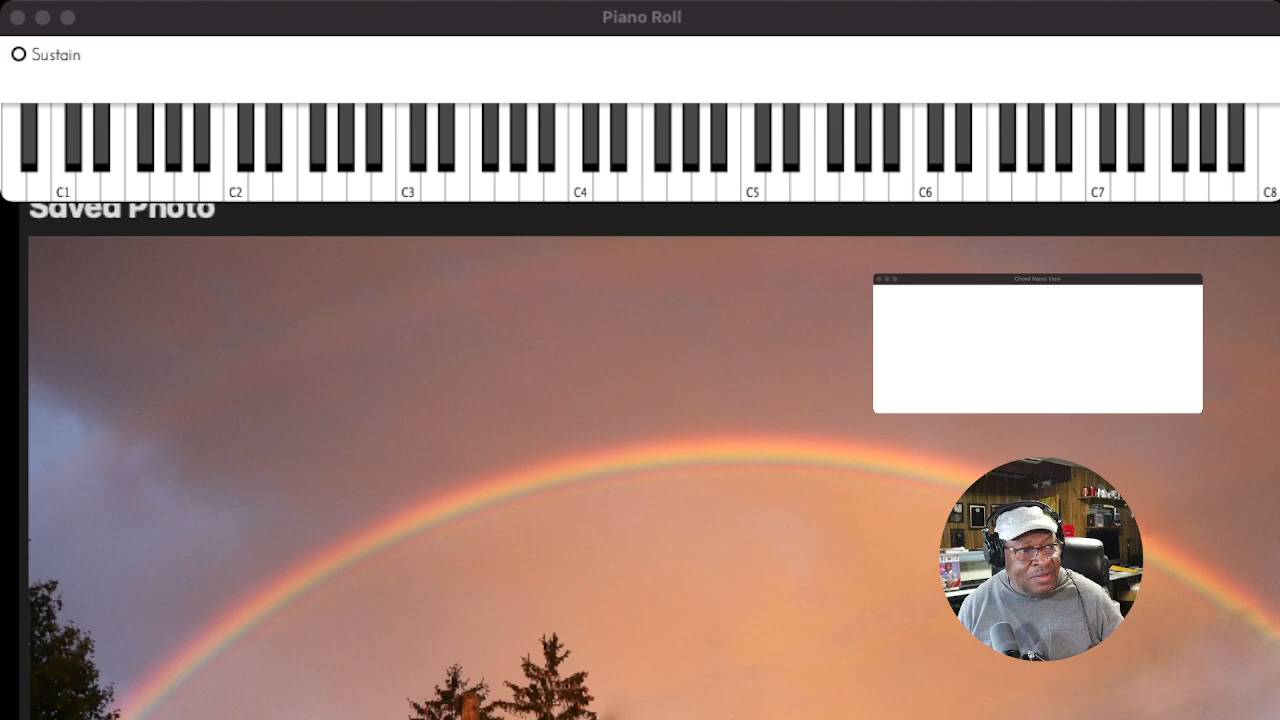 Piano Roll
Sustain
C1 C2 C3 C4 C5 C6 C7 C8
Saved Photo
Chord Name View